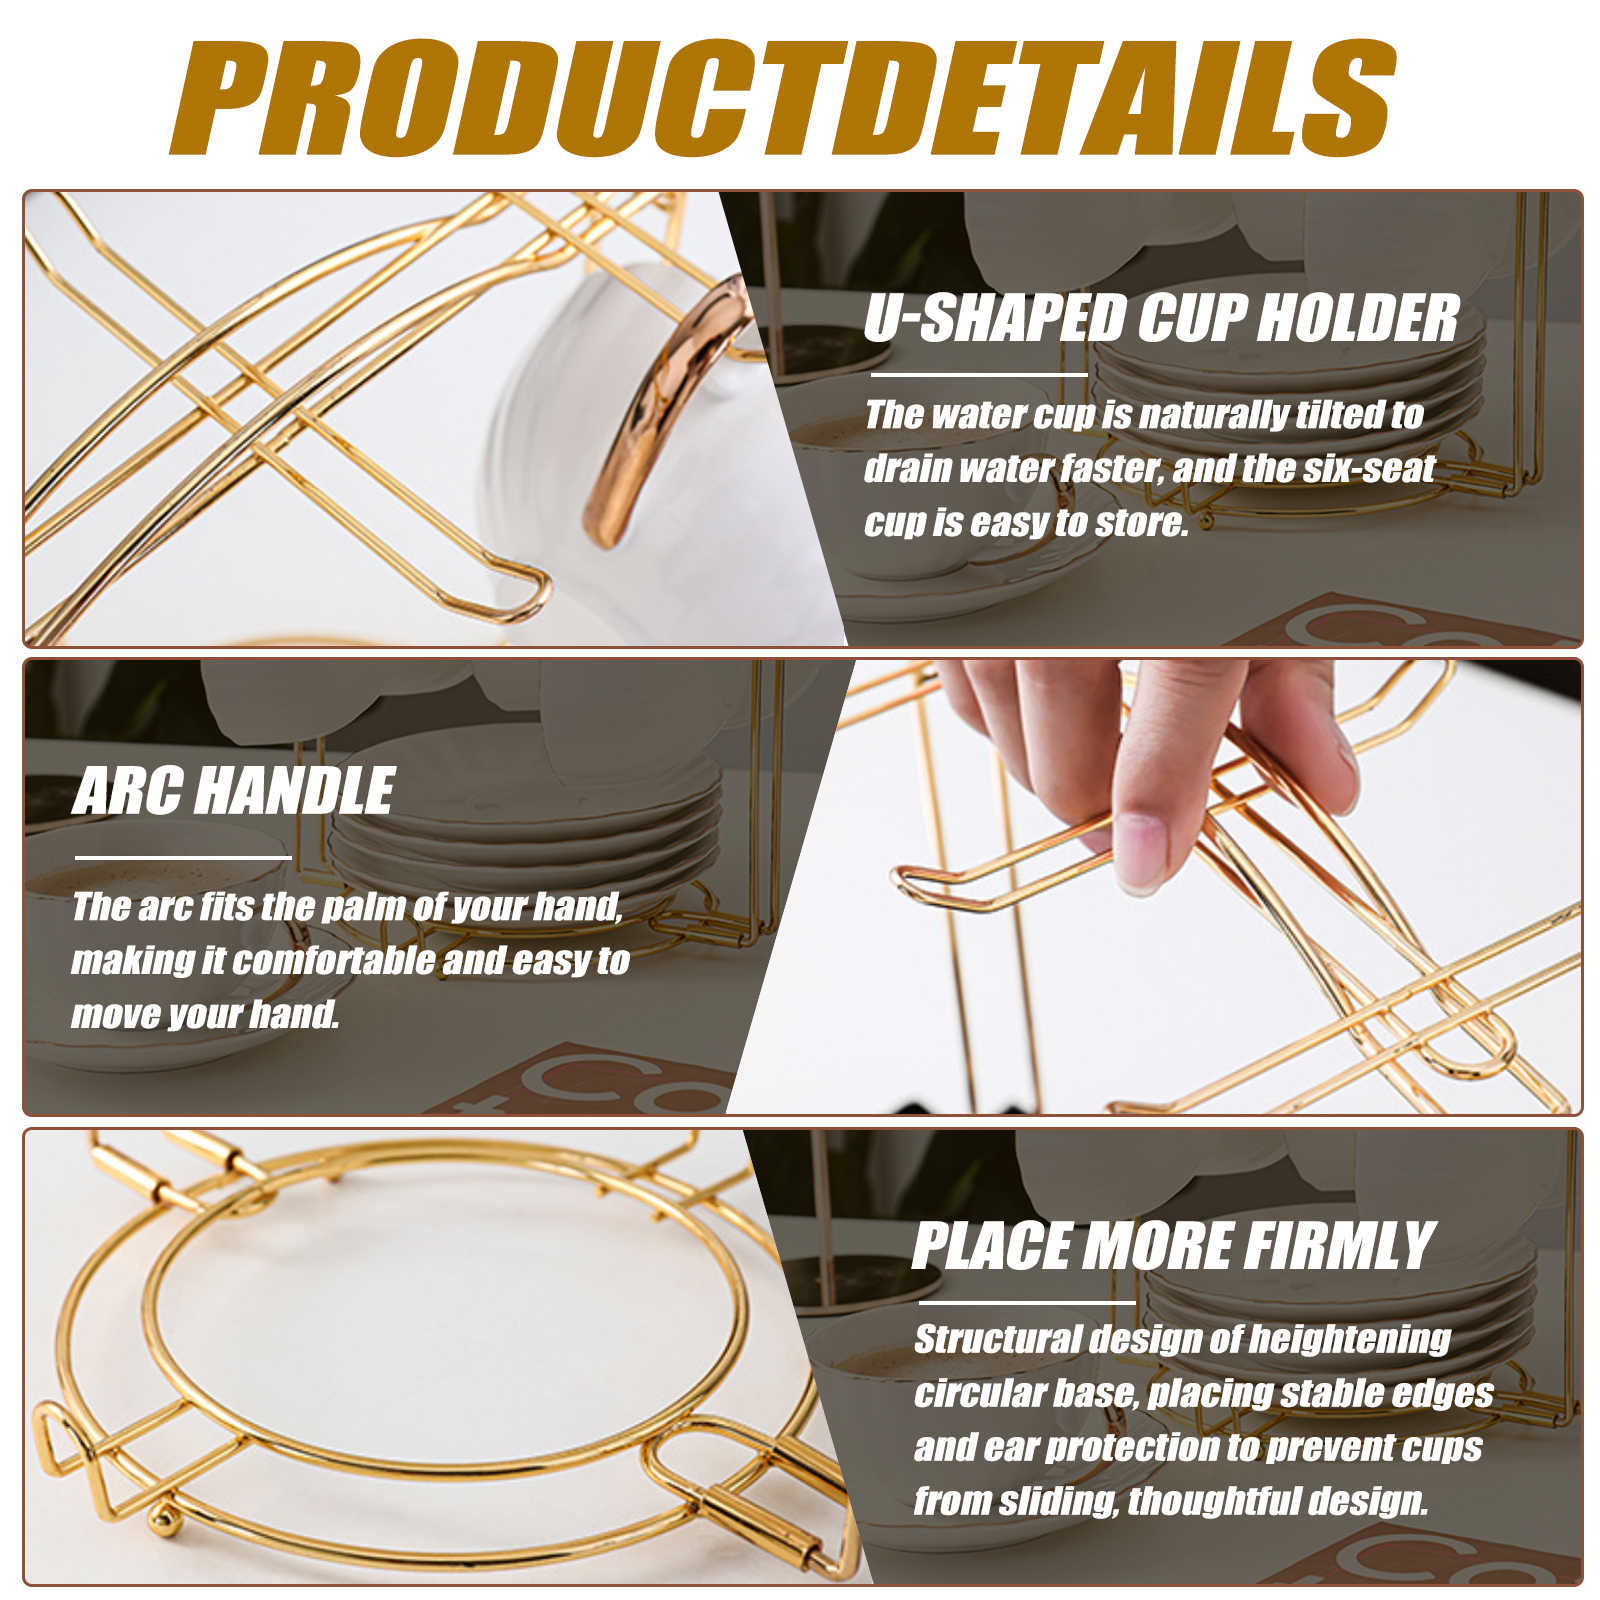 PRODUCTDETAILS
U-SHAPED CUP HOLDER
The water cup is naturally tilted to
drain water faster, and the six-seat
cup is easy to store.
ARC HANDLE
The arc fits the palm of your hand,
making it comfortable and easy to
move your hand.
Co
PLACE MORE FIRMLY
Structural design of heightening
circular base, placing stable edges
and ear protection to prevent cups
from sliding, thoughtful design.
Co